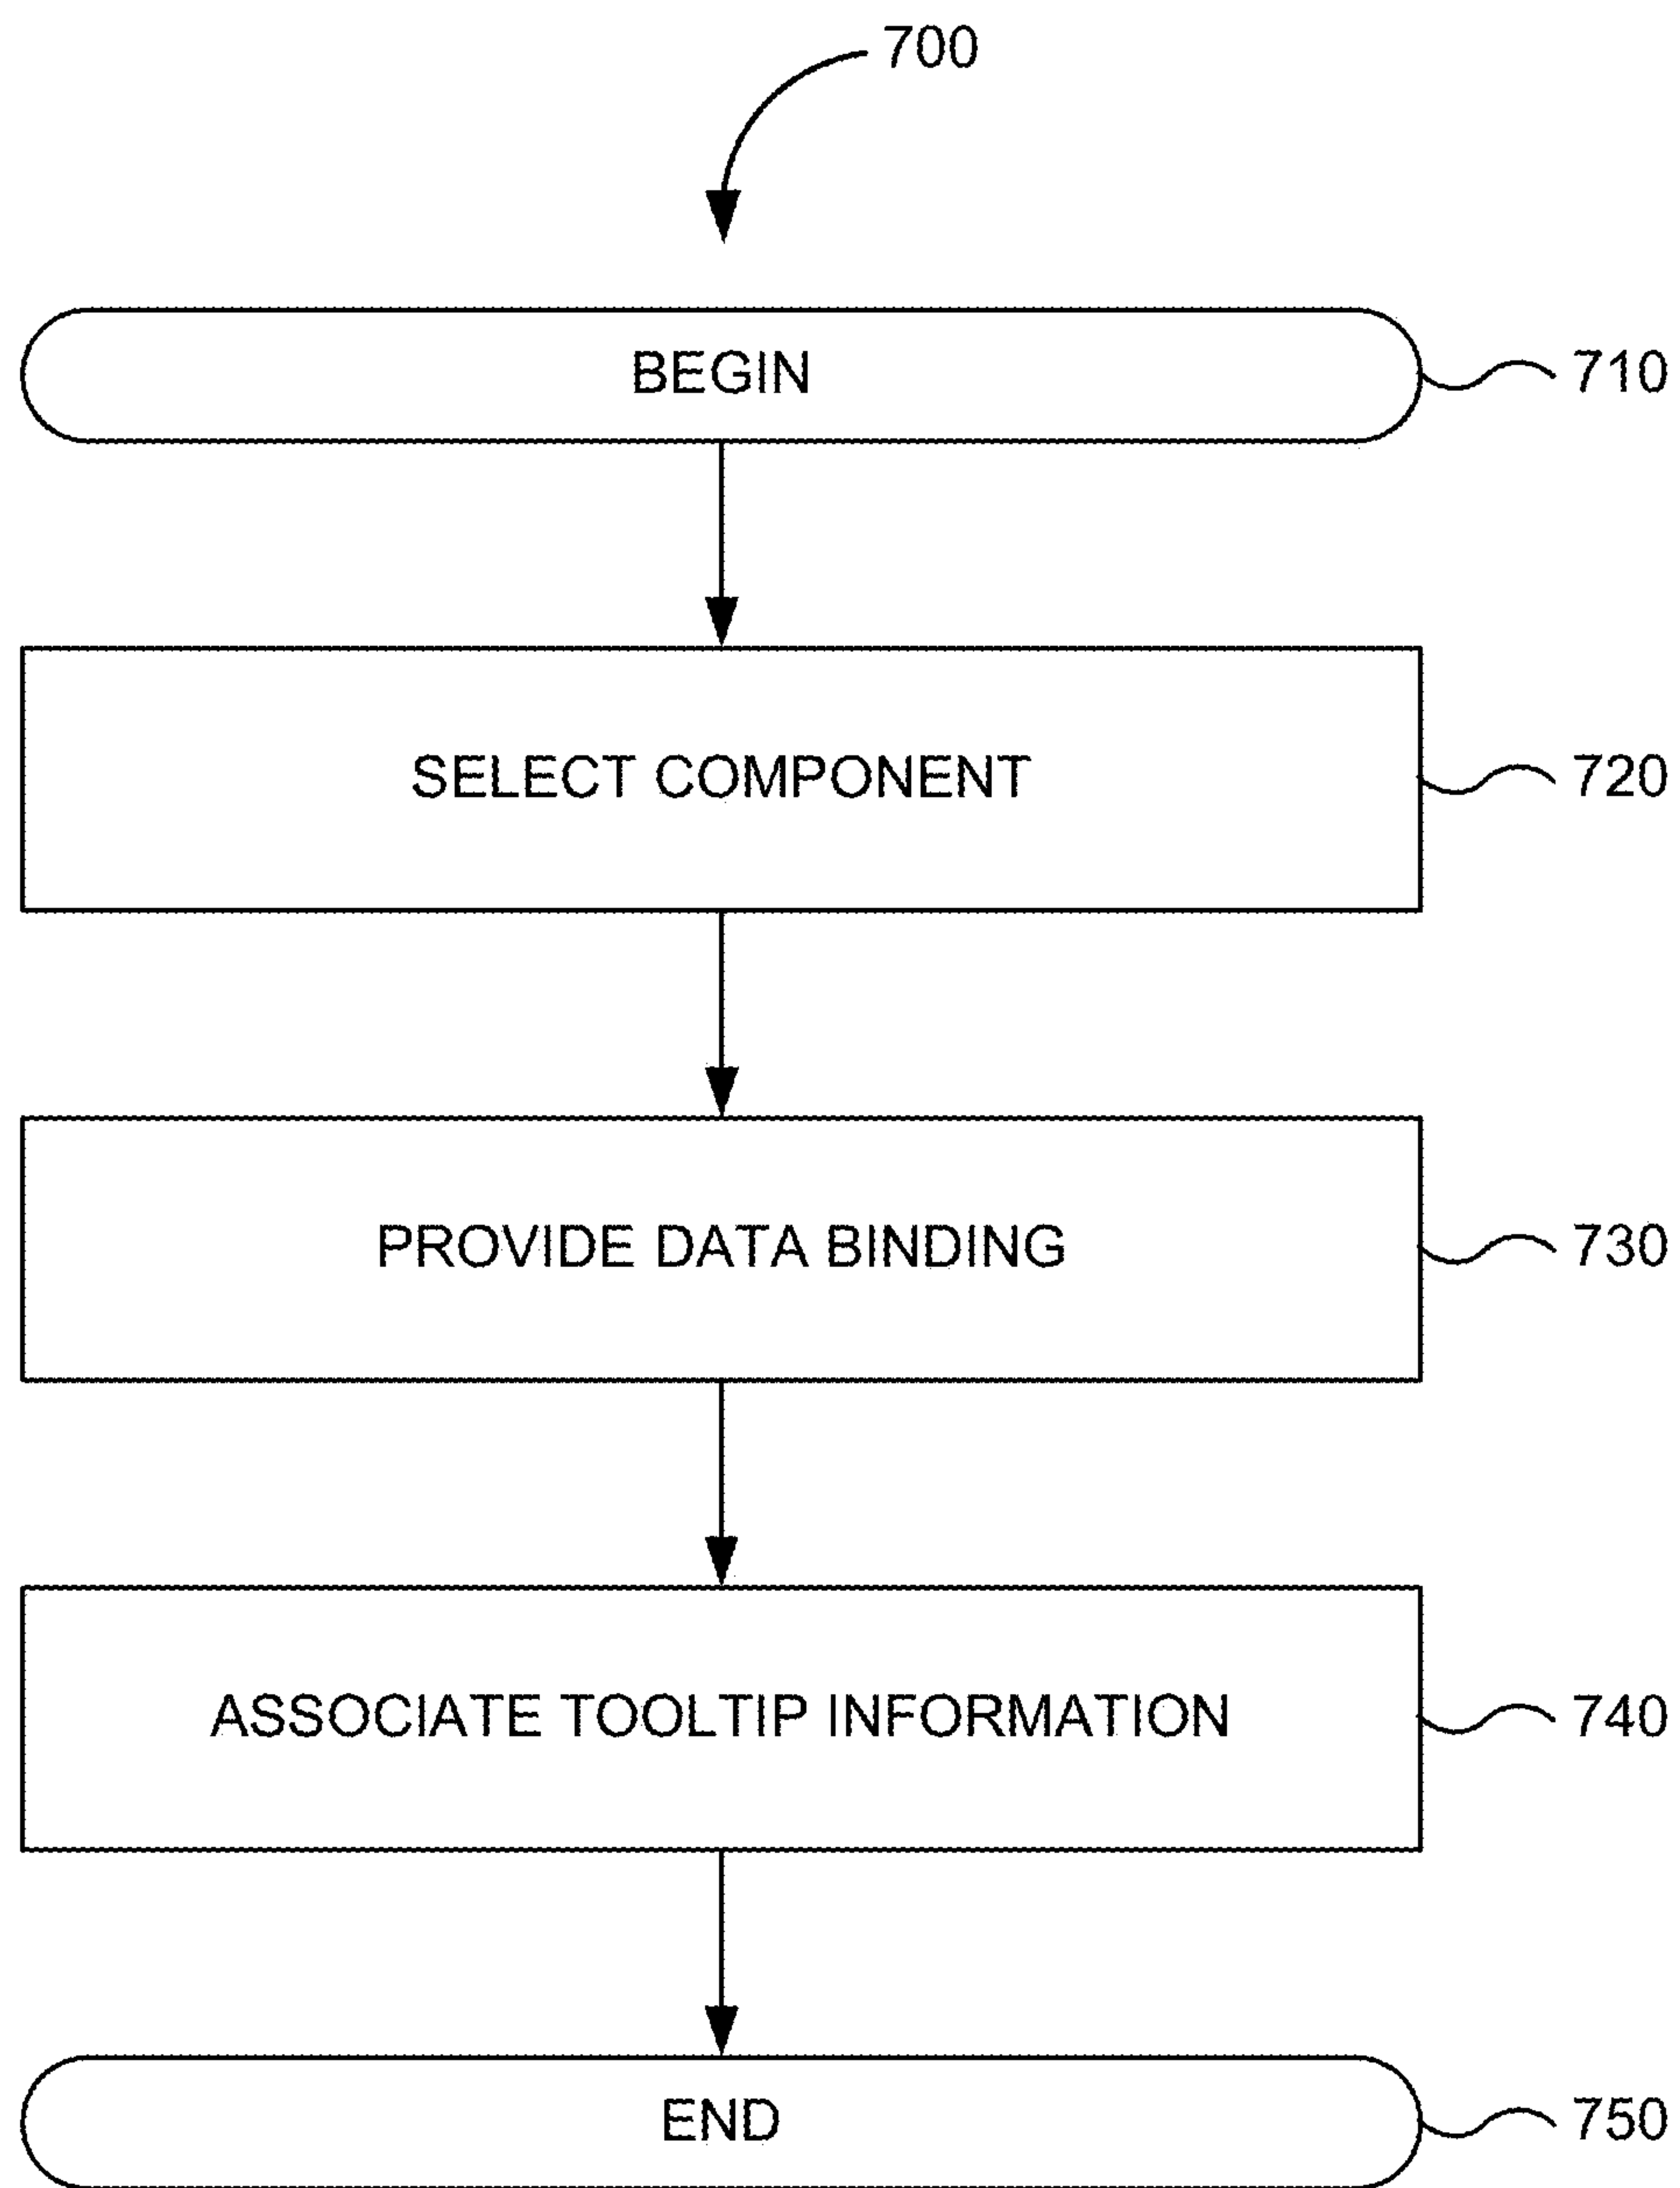 700
BEGIN
710
SELECT COMPONENT
720
PROVIDE DATA BINDING
730
ASSOCIATE TOOLTIP INFORMATION
740
END
750